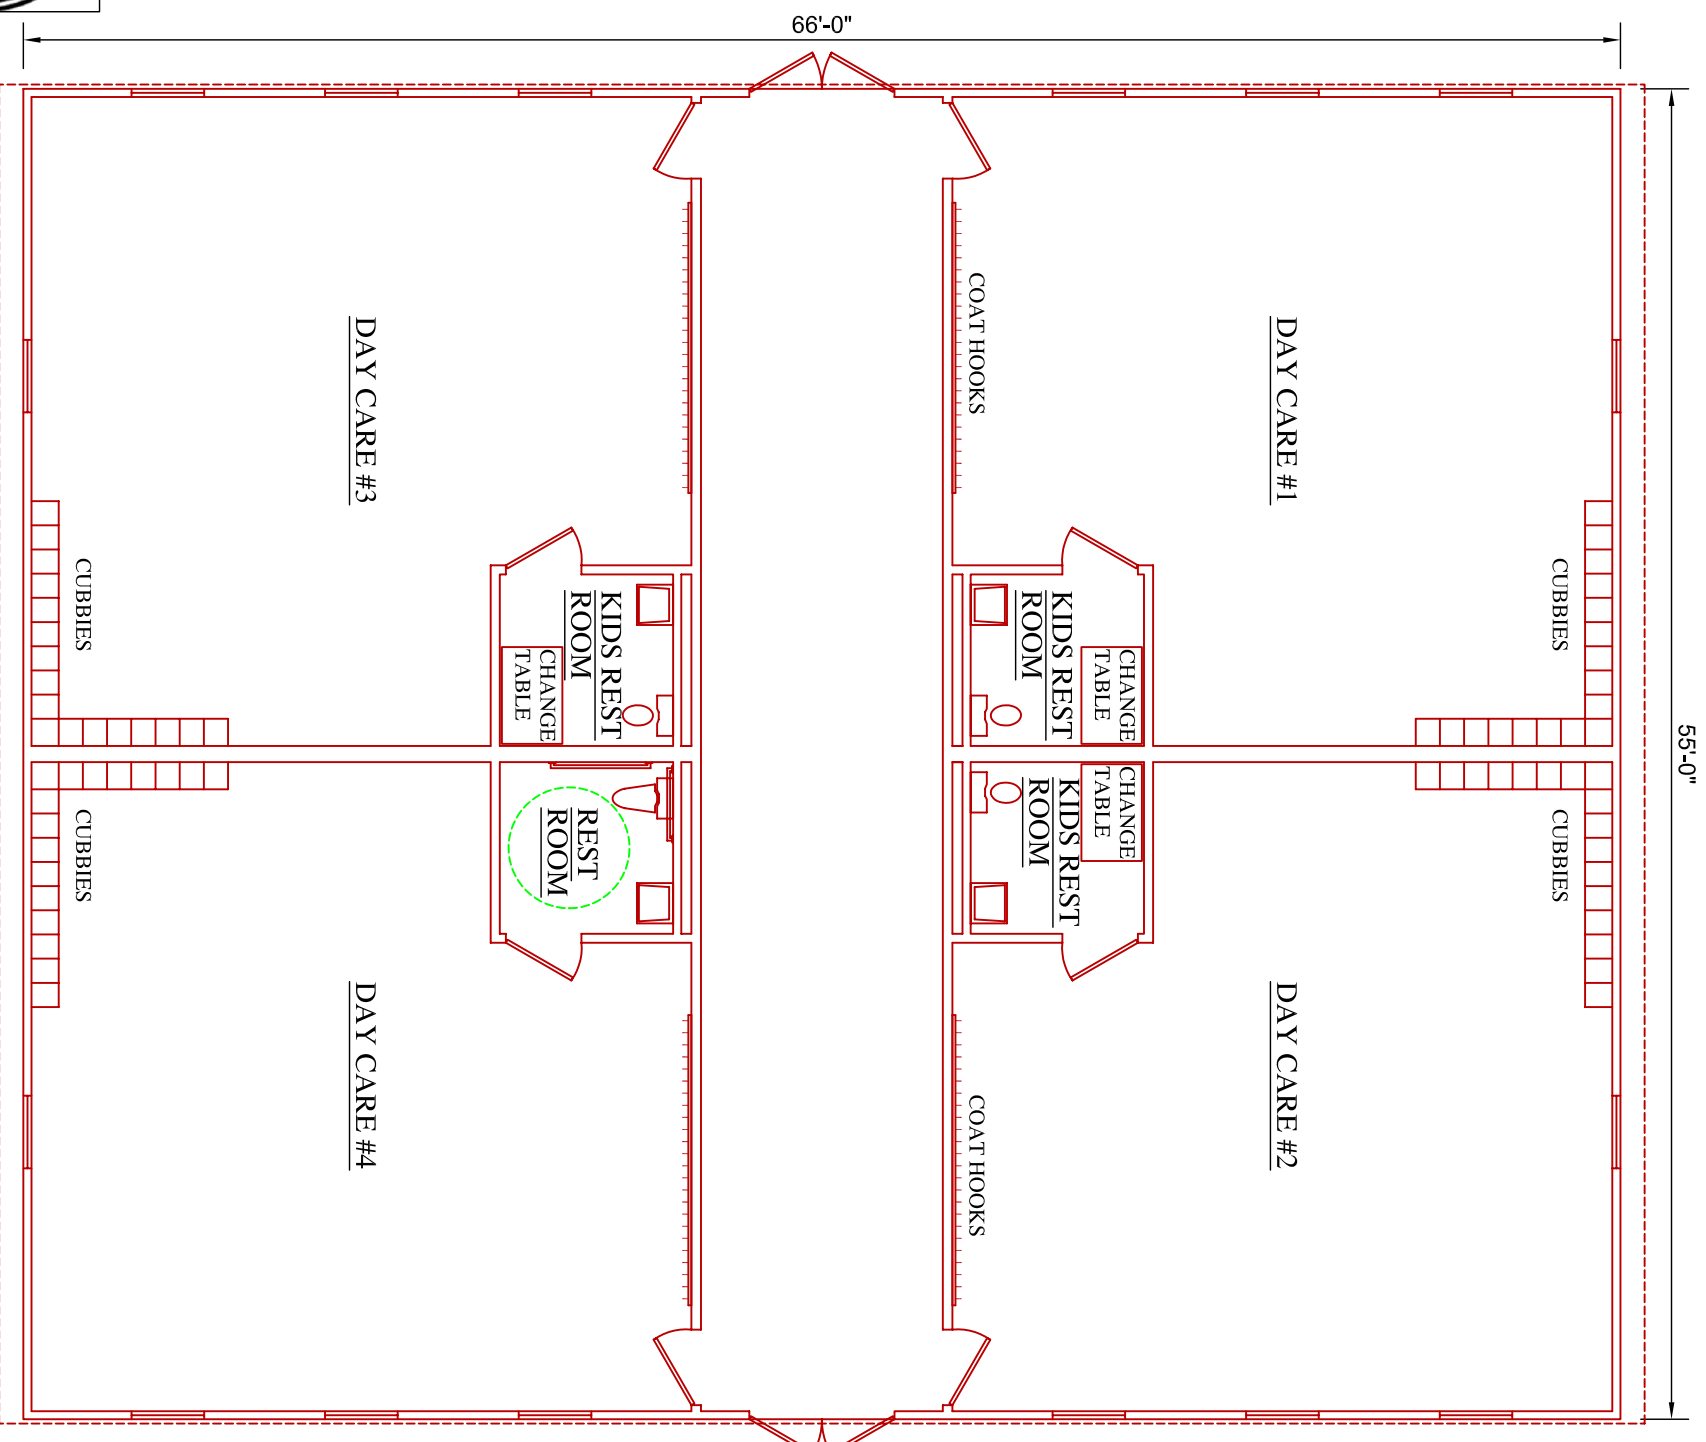 66'-0"
55'-0"
DAY CARE #3
COAT HOOKS
DAY CARE #1
CUBBIES
KIDS REST
ROOM
CHANGE
TABLE
KIDS REST
ROOM
CHANGE
TABLE
CUBBIES
CUBBIES
REST
ROOM
KIDS REST
ROOM
CHANGE
TABLE
CUBBIES
DAY CARE #4
COAT HOOKS
DAY CARE #2